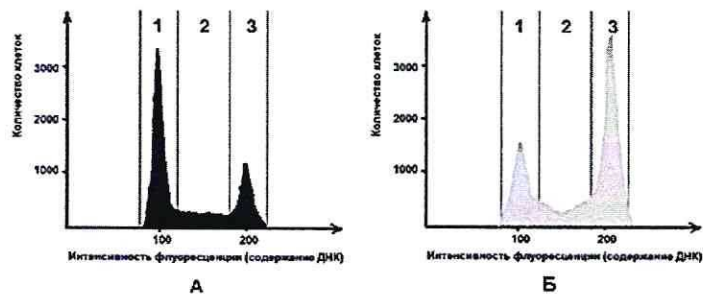 1 2 3
Количество клеток
3000
2000
1000
100 200
Интенсивность флуоресценции (содержание ДНК)
А
1 2 3
Количество клеток
3000
2000
1000
100 200
Интенсивность флуоресценции (содержание ДНК)
Б